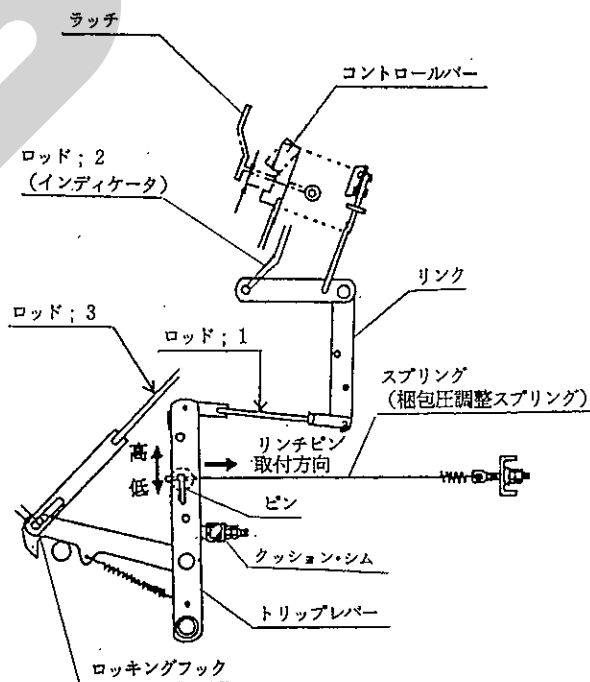 ラッチ
コントロールバー
ロッド；2
（インディケータ）
リンク
ロッド；3
ロッド；1
スプリング
（梱包圧調整スプリング）
リンチピン
取付方向
高
低
ピン
クッション・シム
トリップレバー
ロッキングフック